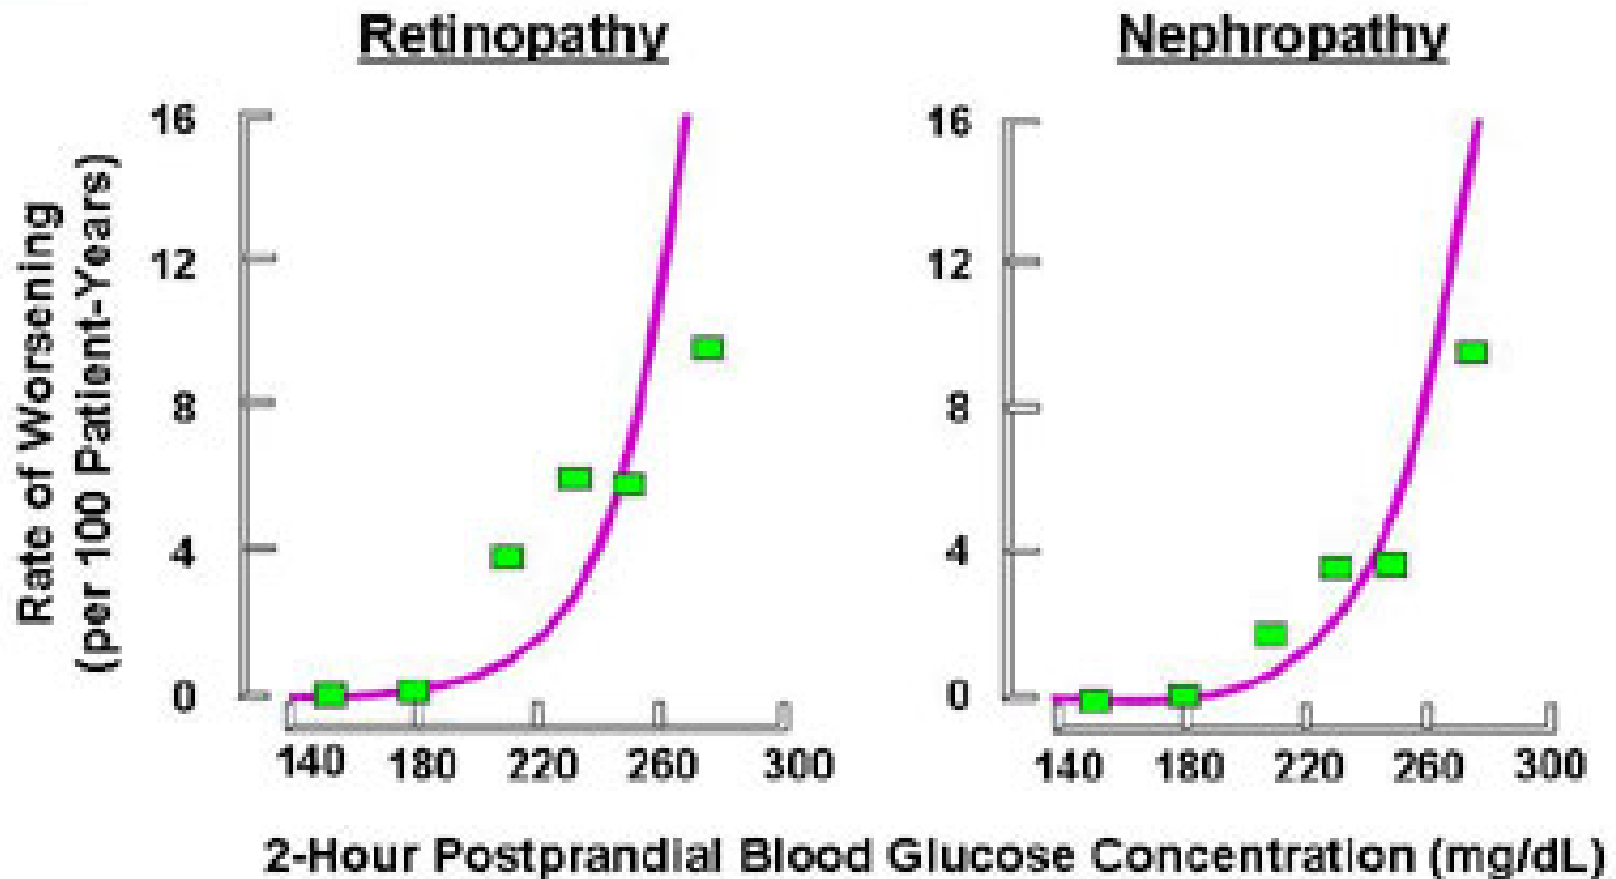 Retinopathy
Nephropathy
Rate of Worsening
(per 100 Patient-Years)
16
12
8
4
0
140 180 220 260 300
16
12
8
4
0
140 180 220 260 300
2-Hour Postprandial Blood Glucose Concentration (mg/dL)